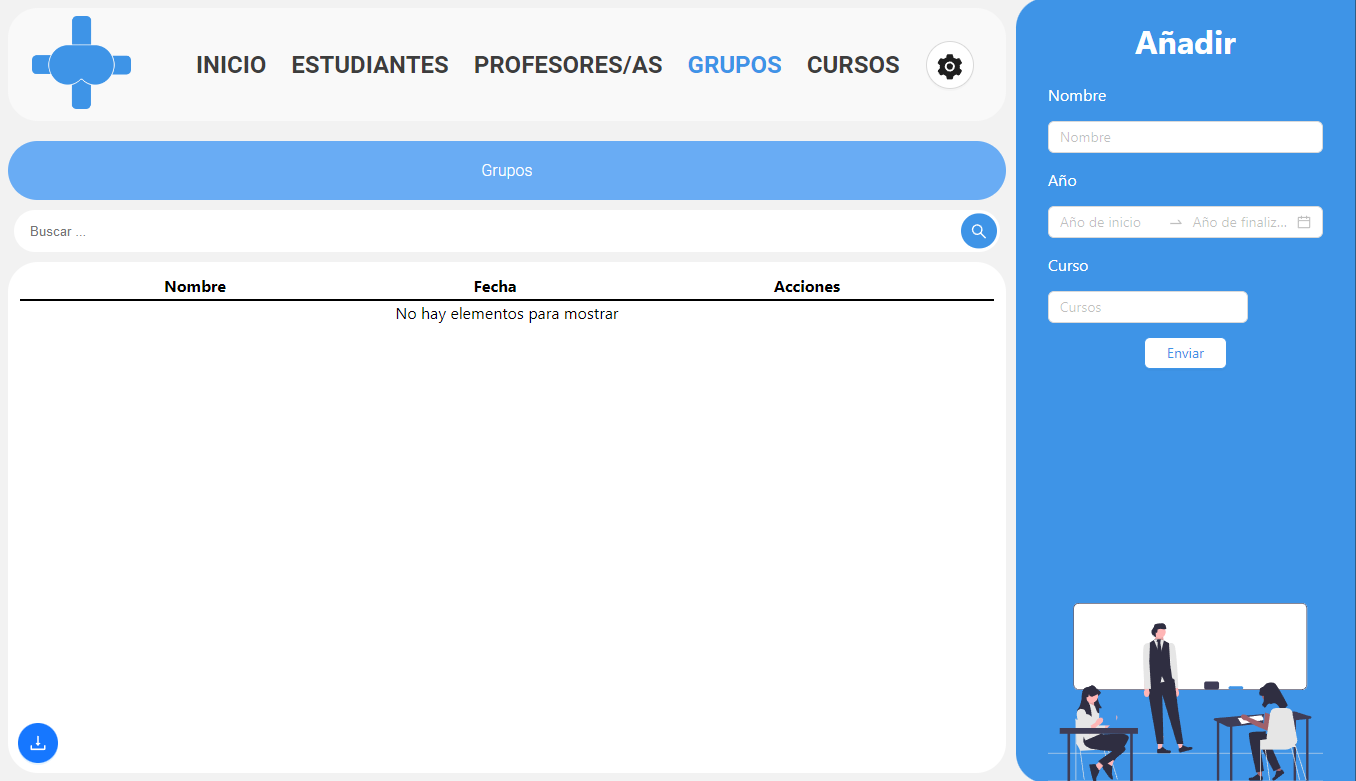 INICIO ESTUDIANTES PROFESORES/AS GRUPOS CURSOS
Grupos
Buscar ...
Nombre Fecha Acciones
No hay elementos para mostrar
Añadir
Nombre
Nombre
Año
Año de inicio Año de finaliz...
Curso
Cursos
Enviar